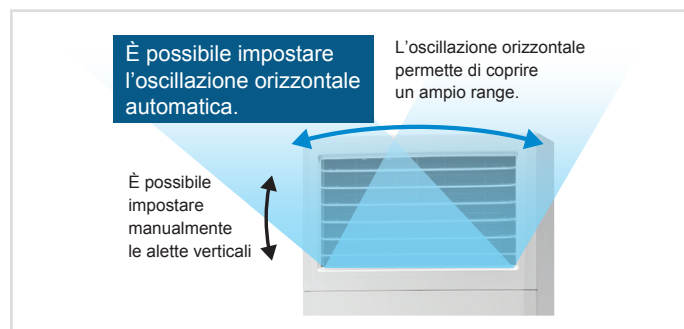 È possibile impostare
l'oscillazione orizzontale
automatica.
L'oscillazione orizzontale
permette di coprire
un ampio range.
È possibile
impostare
manualmente
le alette verticali